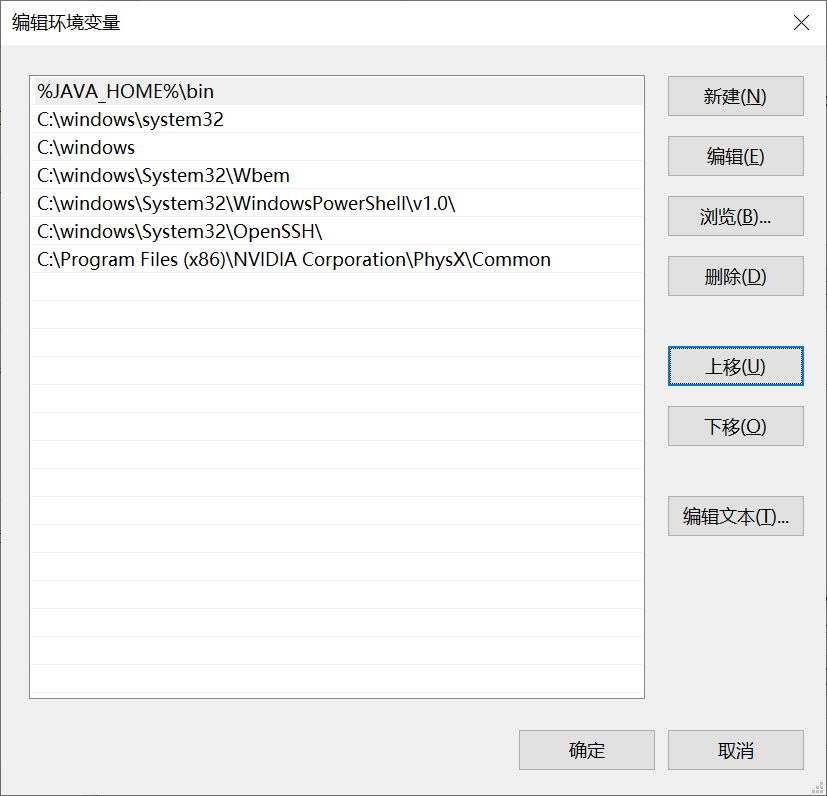 编辑环境变量
%JAVA_HOME%\bin
C:\windows\system32
C:\windows
C:\windows\System32\Wbem
C:\windows\System32\WindowsPowerShell\v1.0\
C:\windows\System32\OpenSSH\
C:\Program Files (x86)\NVIDIA Corporation\PhysX\Common
新建(N)
编辑(E)
浏览(B)...
删除(D)
上移(U)
下移(O)
编辑文本(T)...
确定
取消